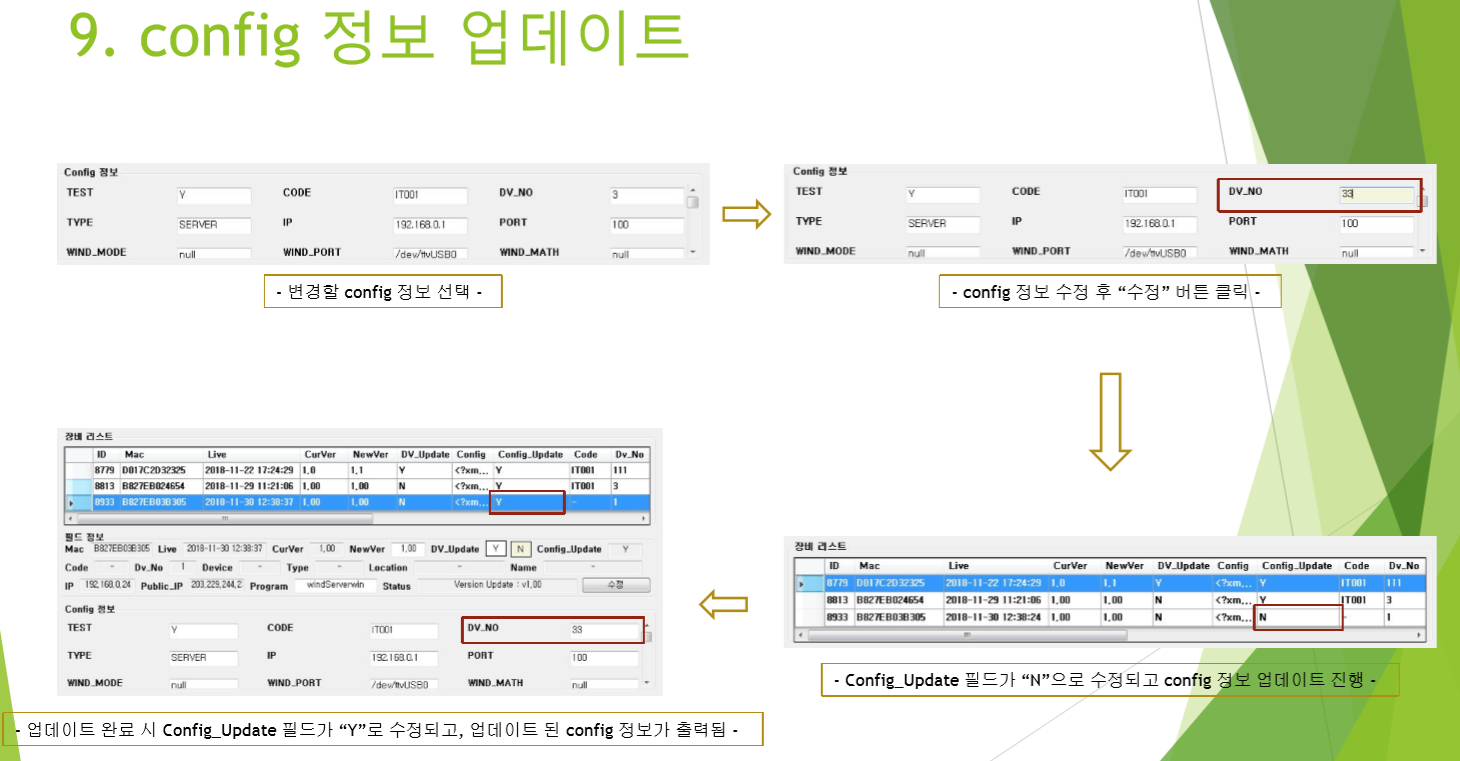 9. config 정보 업데이트
Config 정보
TEST Y CODE IT001 DV_NO 3
TYPE SERVER IP 192.168.0.1 PORT 100
WIND_MODE null WIND_PORT /dev/ttyUSB0 WIND_MATH null
- 변경할 config 정보 선택 -
Config 정보
TEST Y CODE IT001 DV_NO 33
TYPE SERVER IP 192.168.0.1 PORT 100
WIND_MODE null WIND_PORT /dev/ttyUSB0 WIND_MATH null
- config 정보 수정 후 “수정” 버튼 클릭 -
장비 리스트
ID Mac Live CurVer NewVer DV_Update Config Config_Update Code Dv_No
8779 D017C2D32325 2018-11-22 17:24:29 1,0 1,1 Y <?xm... Y IT001 111
8813 B827EB024654 2018-11-29 11:21:06 1,00 1,00 N <?xm... Y IT001 3
8933 B827EB03B305 2018-11-30 12:38:24 1,00 1,00 N <?xm... N - 1
- Config_Update 필드가 “N”으로 수정되고 config 정보 업데이트 진행 -
장비 리스트
ID Mac Live CurVer NewVer DV_Update Config Config_Update Code Dv_No
8779 D017C2D32325 2018-11-22 17:24:29 1,0 1,1 Y <?xm... Y IT001 111
8813 B827EB024654 2018-11-29 11:21:06 1,00 1,00 N <?xm... Y IT001 3
8933 B827EB03B305 2018-11-30 12:38:37 1,00 1,00 N <?xm... Y - 1
필드 정보
Mac B827EB03B305 Live 2018-11-30 12:38:37 CurVer 1,00 NewVer 1,00 DV_Update Y N Config_Update Y
Code - Dv_No 1 Device - Type - Location - Name -
IP 192,168,0,24 Public_IP 203,229,244,2 Program windServerwin Status Version Update : v1,00 수정
Config 정보
TEST Y CODE IT001 DV_NO 33
TYPE SERVER IP 192.168.0.1 PORT 100
WIND_MODE null WIND_PORT /dev/ttyUSB0 WIND_MATH null
- 업데이트 완료 시 Config_Update 필드가 “Y”로 수정되고, 업데이트 된 config 정보가 출력됨 -